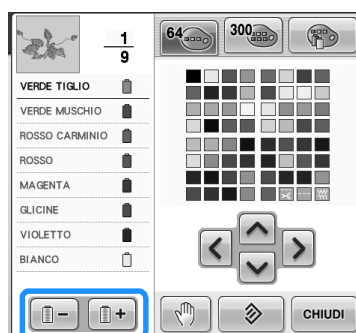 1
9
64
300
VERDE TIGLIO
VERDE MUSCHIO
ROSSO CARMINIO
ROSSO
MAGENTA
GLICINE
VIOLETTO
BIANCO
CHIUDI